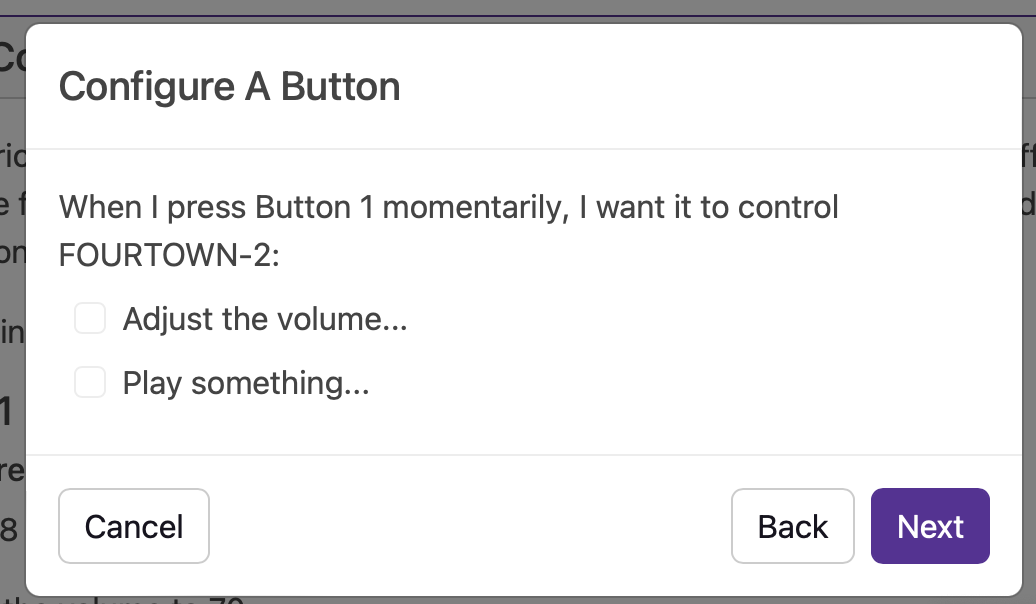 Configure A Button
When I press Button 1 momentarily, I want it to control
FOURTOWN-2:
Adjust the volume...
Play something...
Cancel
Back
Next